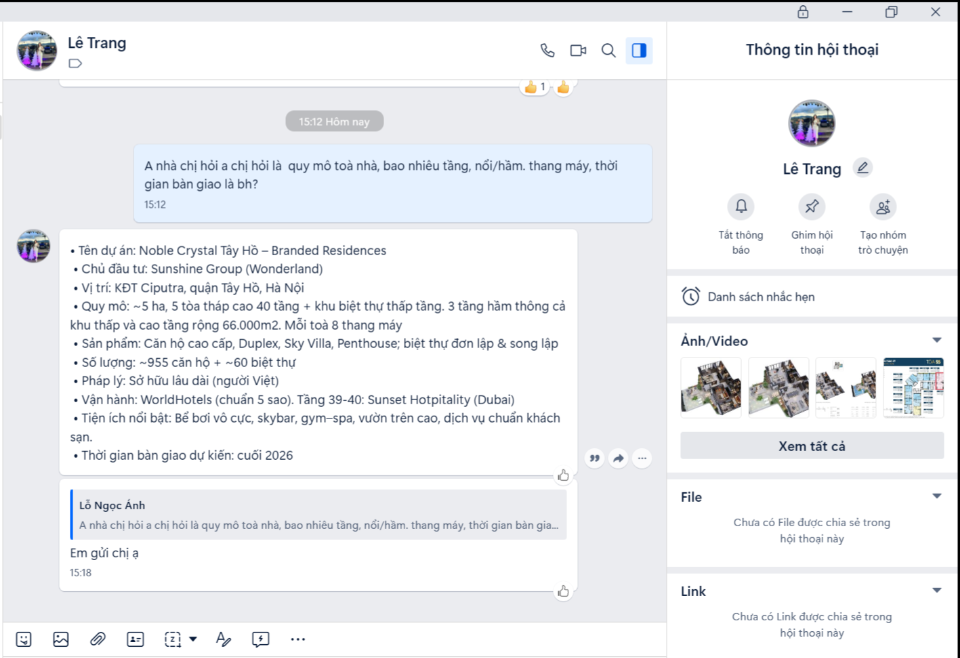 Lê Trang
Thông tin hội thoại
1
15:12 Hôm nay
A nhà chị hỏi a chị hỏi là  quy mô toà nhà, bao nhiêu tầng, nổi/hầm. thang máy, thời
gian bàn giao là bh?
15:12
• Tên dự án: Noble Crystal Tây Hồ – Branded Residences
• Chủ đầu tư: Sunshine Group (Wonderland)
• Vị trí: KĐT Ciputra, quận Tây Hồ, Hà Nội
• Quy mô: ~5 ha, 5 tòa tháp cao 40 tầng + khu biệt thự thấp tầng. 3 tầng hầm thông cả
khu thấp và cao tầng rộng 66.000m2. Mỗi toà 8 thang máy
• Sản phẩm: Căn hộ cao cấp, Duplex, Sky Villa, Penthouse; biệt thự đơn lập & song lập
• Số lượng: ~955 căn hộ + ~60 biệt thự
• Pháp lý: Sở hữu lâu dài (người Việt)
• Vận hành: WorldHotels (chuẩn 5 sao). Tầng 39-40: Sunset Hotpitality (Dubai)
• Tiện ích nổi bật: Bể bơi vô cực, skybar, gym–spa, vườn trên cao, dịch vụ chuẩn khách
sạn.
• Thời gian bàn giao dự kiến: cuối 2026
Lỗ Ngọc Ánh
A nhà chị hỏi a chị hỏi là quy mô toà nhà, bao nhiêu tầng, nổi/hầm. thang máy, thời gian bàn gia...
Em gửi chị ạ
15:18
Lê Trang
Tắt thông
báo
Ghim hội
thoại
Tạo nhóm
trò chuyện
Danh sách nhắc hẹn
Ảnh/Video
Xem tất cả
File
Chưa có File được chia sẻ trong
hội thoại này
Link
Chưa có Link được chia sẻ trong
hội thoại này